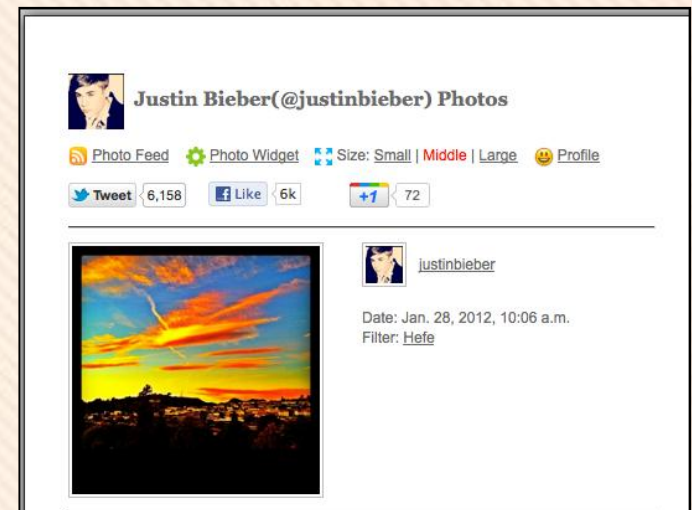 Justin Bieber(@justinbieber) Photos
Photo Feed Photo Widget Size: Small | Middle | Large Profile
Tweet 6,158 Like 6k +1 72
justinbieber
Date: Jan. 28, 2012, 10:06 a.m.
Filter: Hefe